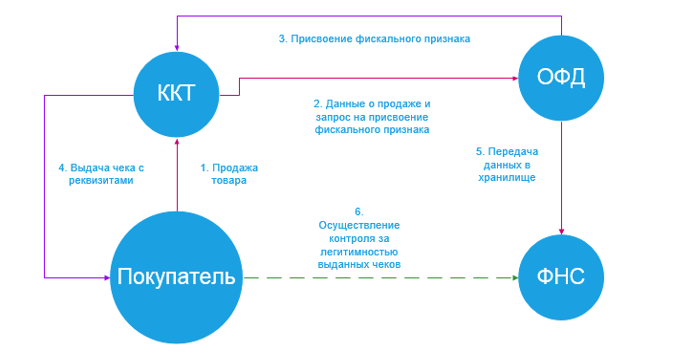 3. Присвоение фискального признака
ККТ
ОФД
2. Данные о продаже и
запрос на присвоение
фискального признака
4. Выдача чека с
реквизитами
1. Продажа
товара
5. Передача
данных в
хранилище
6.
Осуществление
контроля за
легитимностью
выданных чеков
Покупатель
ФНС